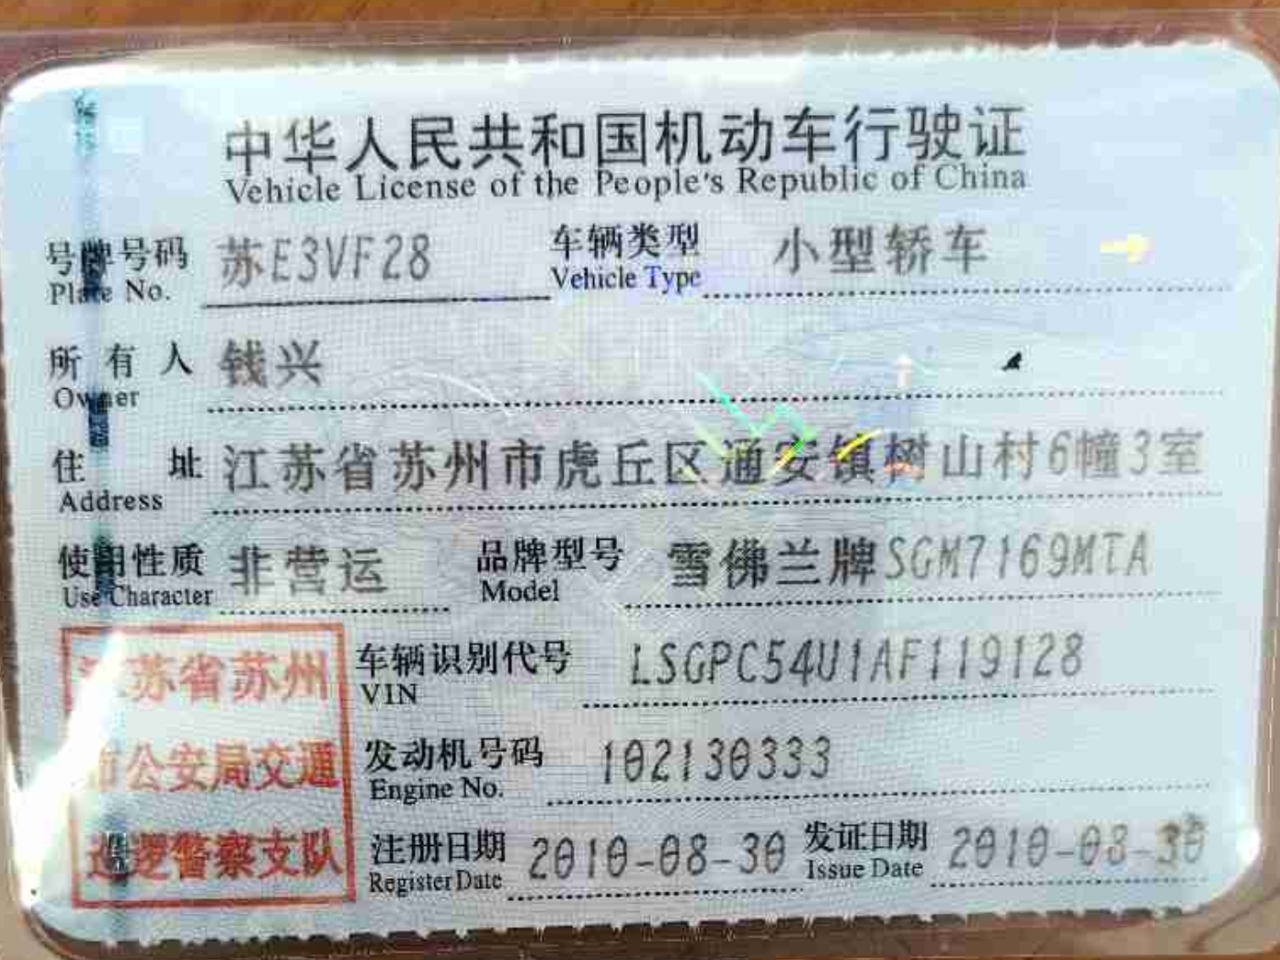 中华人民共和国机动车行驶证
Vehicle License of the People's Republic of China
号牌号码 苏E3VF28 车辆类型 小型轿车
Plate No. Vehicle Type
所有人 钱兴
Owner
住址 江苏省苏州市虎丘区通安镇树山村6幢3室
Address
使用性质 非营运 品牌型号 雪佛兰牌SGM7169MTA
Use Character Model
江苏省苏州
市公安局交通
巡逻警察支队
车辆识别代号 LSGPC54U1AF119128
VIN
发动机号码 102130333
Engine No.
注册日期 2010-08-30 发证日期 2010-08-30
Register Date Issue Date